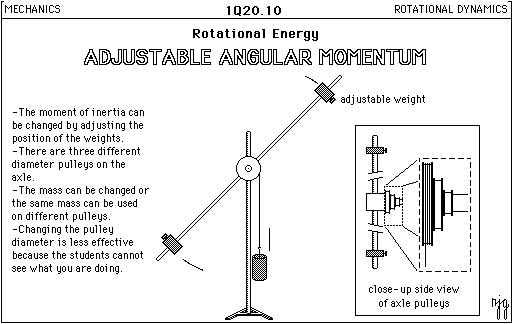 MECHANICS 1Q20.10 ROTATIONAL DYNAMICS
Rotational Energy
ADJUSTABLE ANGULAR MOMENTUM
adjustable weight
-The moment of inertia can
be changed by adjusting the
position of the weights.
-There are three different
diameter pulleys on the
axle.
-The mass can be changed or
the same mass can be used
on different pulleys.
-Changing the pulley
diameter is less effective
because the students cannot
see what you are doing.
close-up side view
of axle pulleys